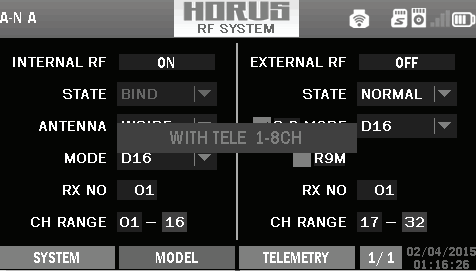 A-N A
HORUS
RF SYSTEM
INTERNAL RF ON EXTERNAL RF OFF
STATE BIND STATE NORMAL
ANTENNA MODE D16
WITH TELE 1-8CH
MODE D16 R9M
RX NO 01 RX NO 01
CH RANGE 01 - 16 CH RANGE 17 - 32
SYSTEM MODEL TELEMETRY 1/1 02/04/2015
01:16:26